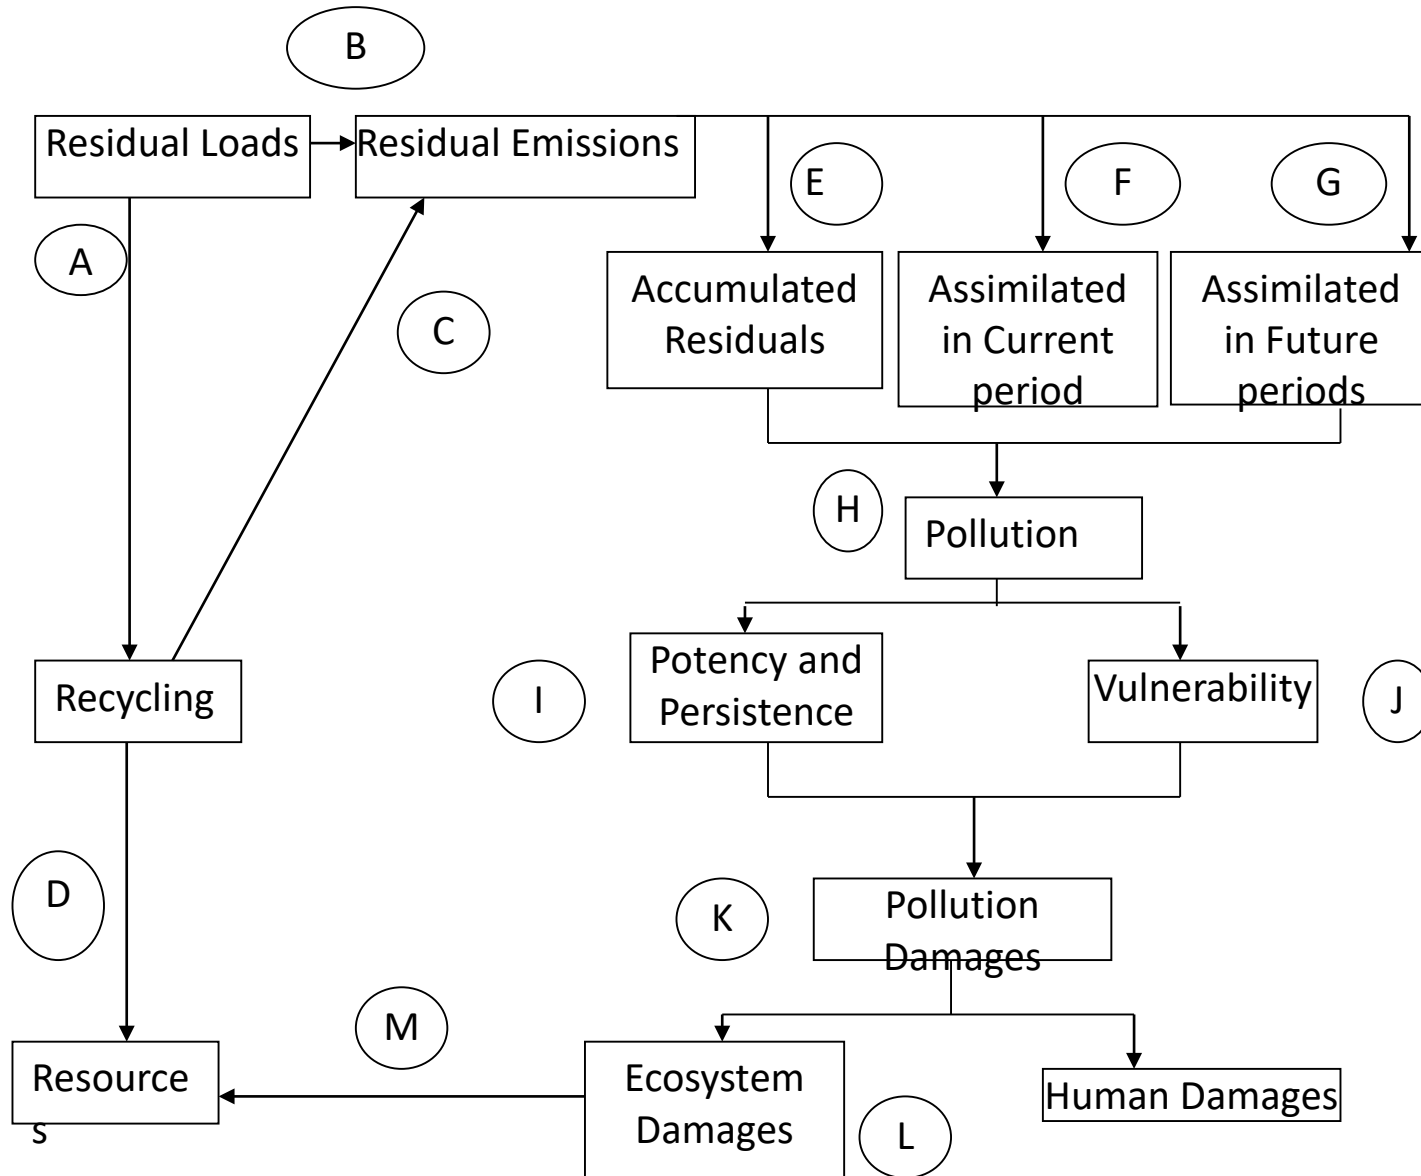 B
Residual Loads
Residual Emissions
E
F
G
A
C
Accumulated
Residuals
Assimilated
in Current
period
Assimilated
in Future
periods
H
Pollution
Recycling
I
Potency and
Persistence
Vulnerability
J
D
K
Pollution
Damages
M
Resource
s
Ecosystem
Damages
L
Human Damages